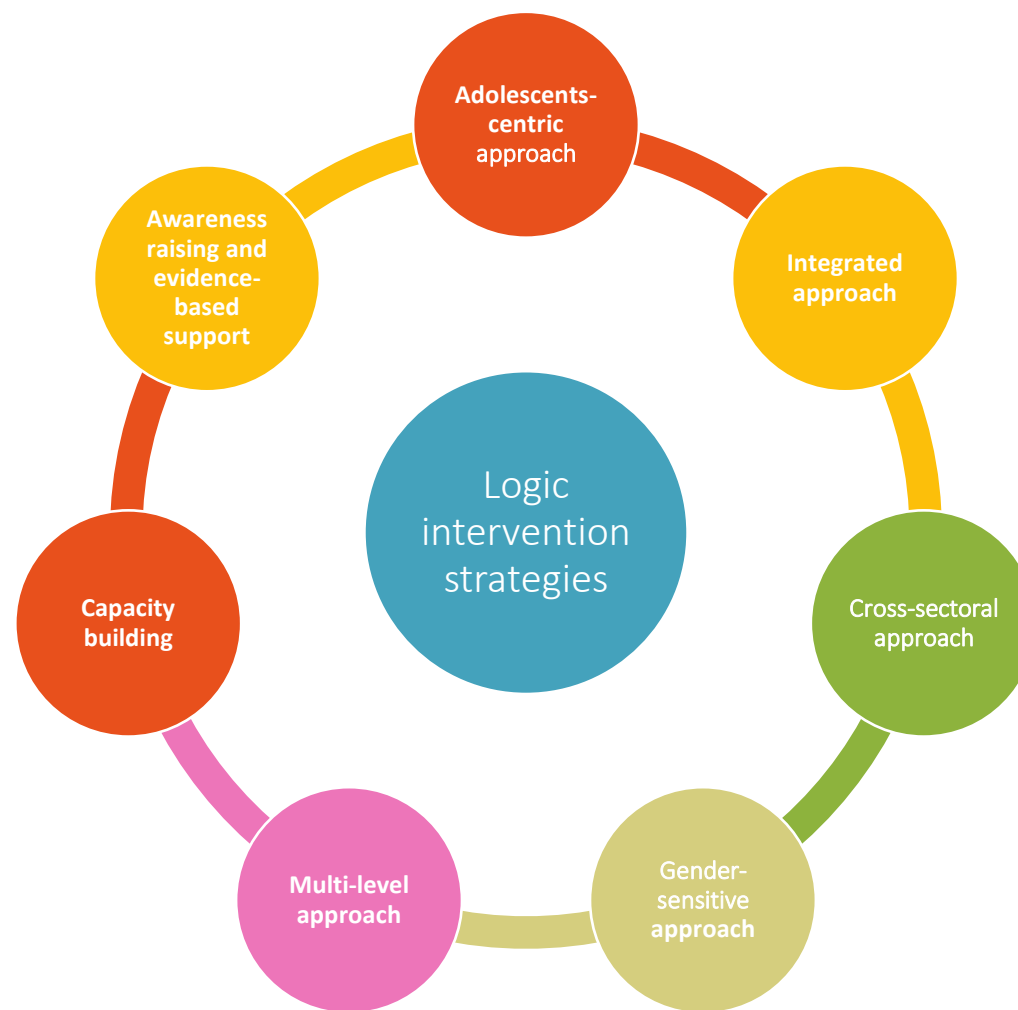 Adolescents-
centric
approach
Integrated
approach
Cross-sectoral
approach
Gender-
sensitive
approach
Multi-level
approach
Capacity
building
Awareness
raising and
evidence-
based
support
Logic
intervention
strategies